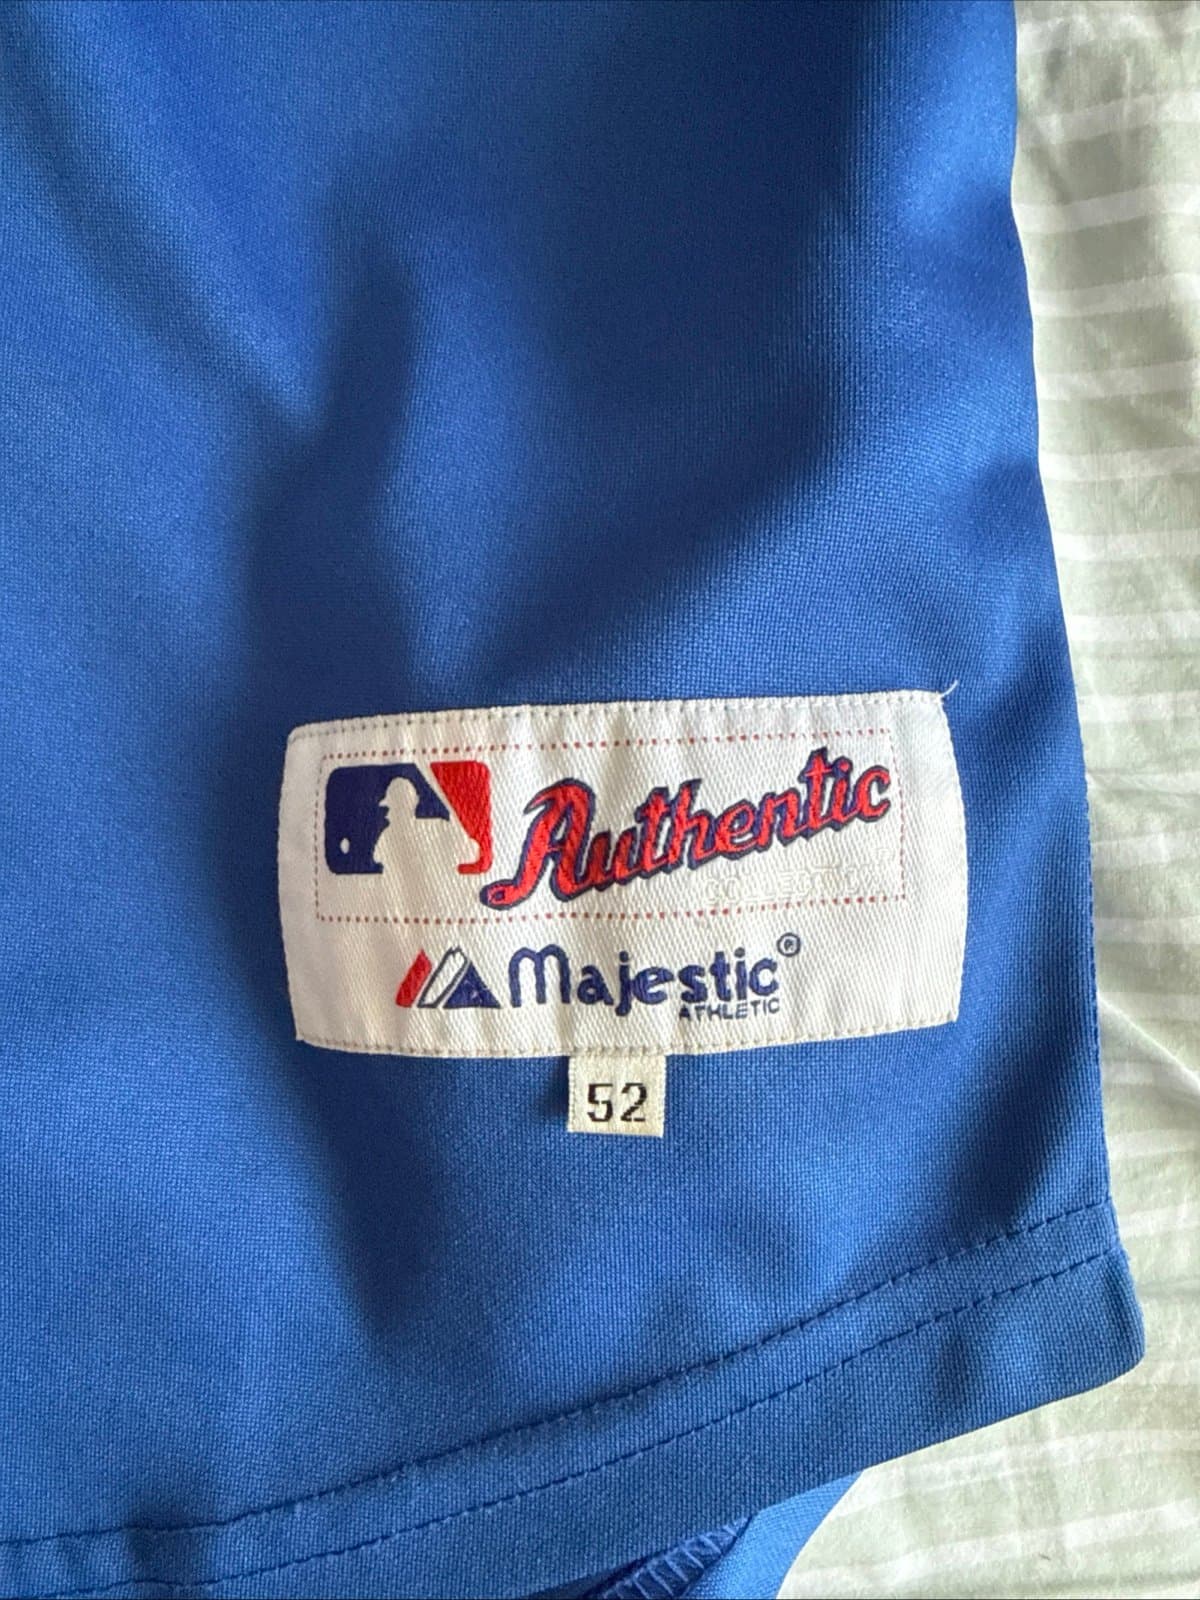 Authentic
COLLECTION
Majestic®
ATHLETIC
52